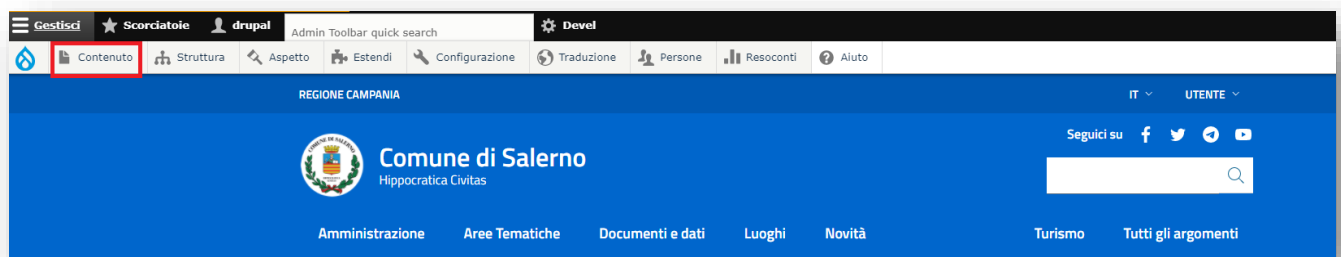 Gestisci Scorciatoie drupal Admin Toolbar quick search Devel
Contenuto Struttura Aspetto Estendi Configurazione Traduzione Persone Resoconti Aiuto
REGIONE CAMPANIA IT UTENTE
Seguici su
Comune di Salerno
Hippocratica Civitas
Amministrazione Aree Tematiche Documenti e dati Luoghi Novità Turismo Tutti gli argomenti